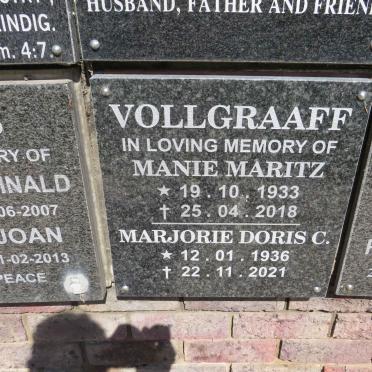 HUSBAND, FATHER AND FRIEND
INDIG.
m. 4:7
VOLLGRAAFF
IN LOVING MEMORY OF
MANIE MARITZ
★ 19 . 10 . 1933
✝ 25 . 04 . 2018
MARJORIE DORIS C.
★ 12 . 01 . 1936
✝ 22 . 11 . 2021
RY OF
INALD
06-2007
JOAN
1-02-2013
PEACE